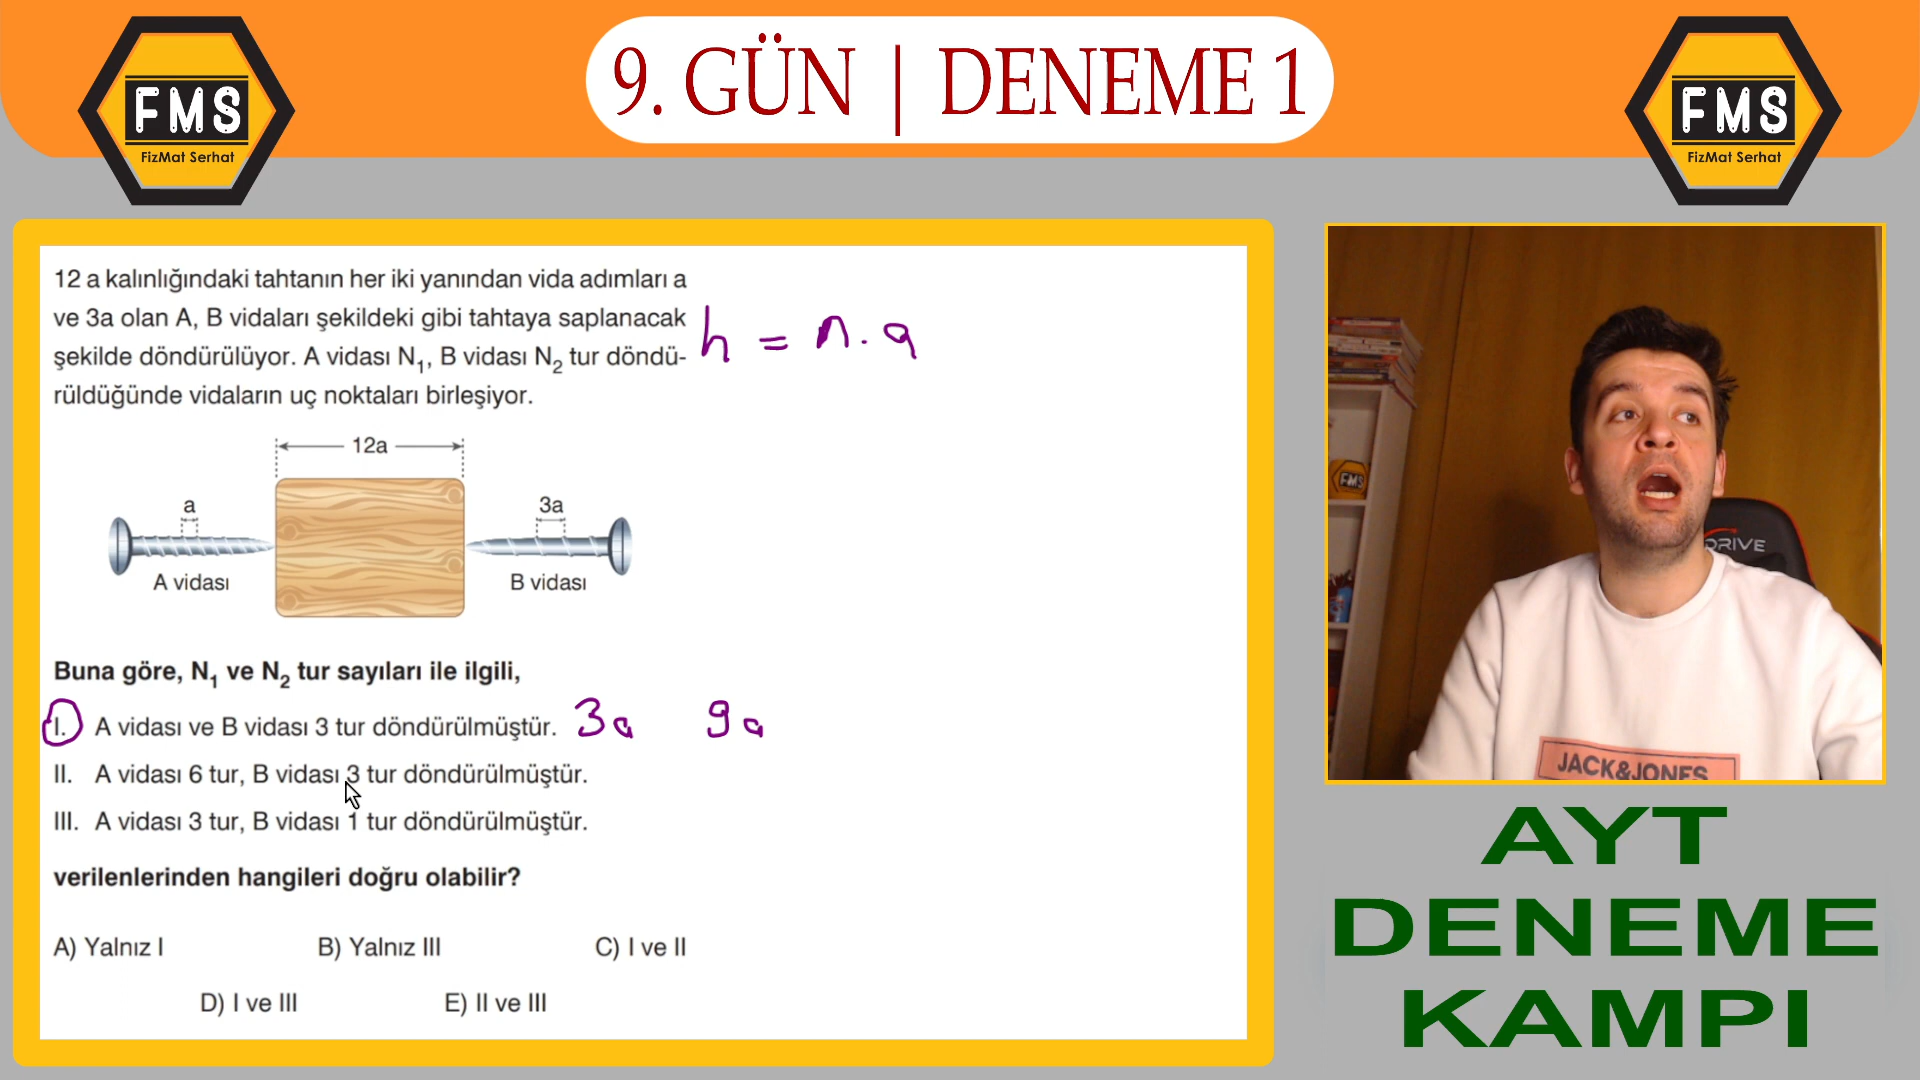 FMS
FizMat Serhat
9. GÜN | DENEME 1
FMS
FizMat Serhat
12 a kalınlığındaki tahtanın her iki yanından vida adımları a
ve 3a olan A, B vidaları şekildeki gibi tahtaya saplanacak
şekilde döndürülüyor. A vidası N₁, B vidası N₂ tur döndü-
rüldüğünde vidaların uç noktaları birleşiyor.
h = n.a
12a
a
3a
A vidası
B vidası
Buna göre, N₁ ve N₂ tur sayıları ile ilgili,
I. A vidası ve B vidası 3 tur döndürülmüştür. 3a 9a
II. A vidası 6 tur, B vidası 3 tur döndürülmüştür.
III. A vidası 3 tur, B vidası 1 tur döndürülmüştür.
verilenlerinden hangileri doğru olabilir?
A) Yalnız I B) Yalnız III C) I ve II
D) I ve III E) II ve III
FMS
DRIVE
JACK&JONES
AYT
DENEME
KAMPI